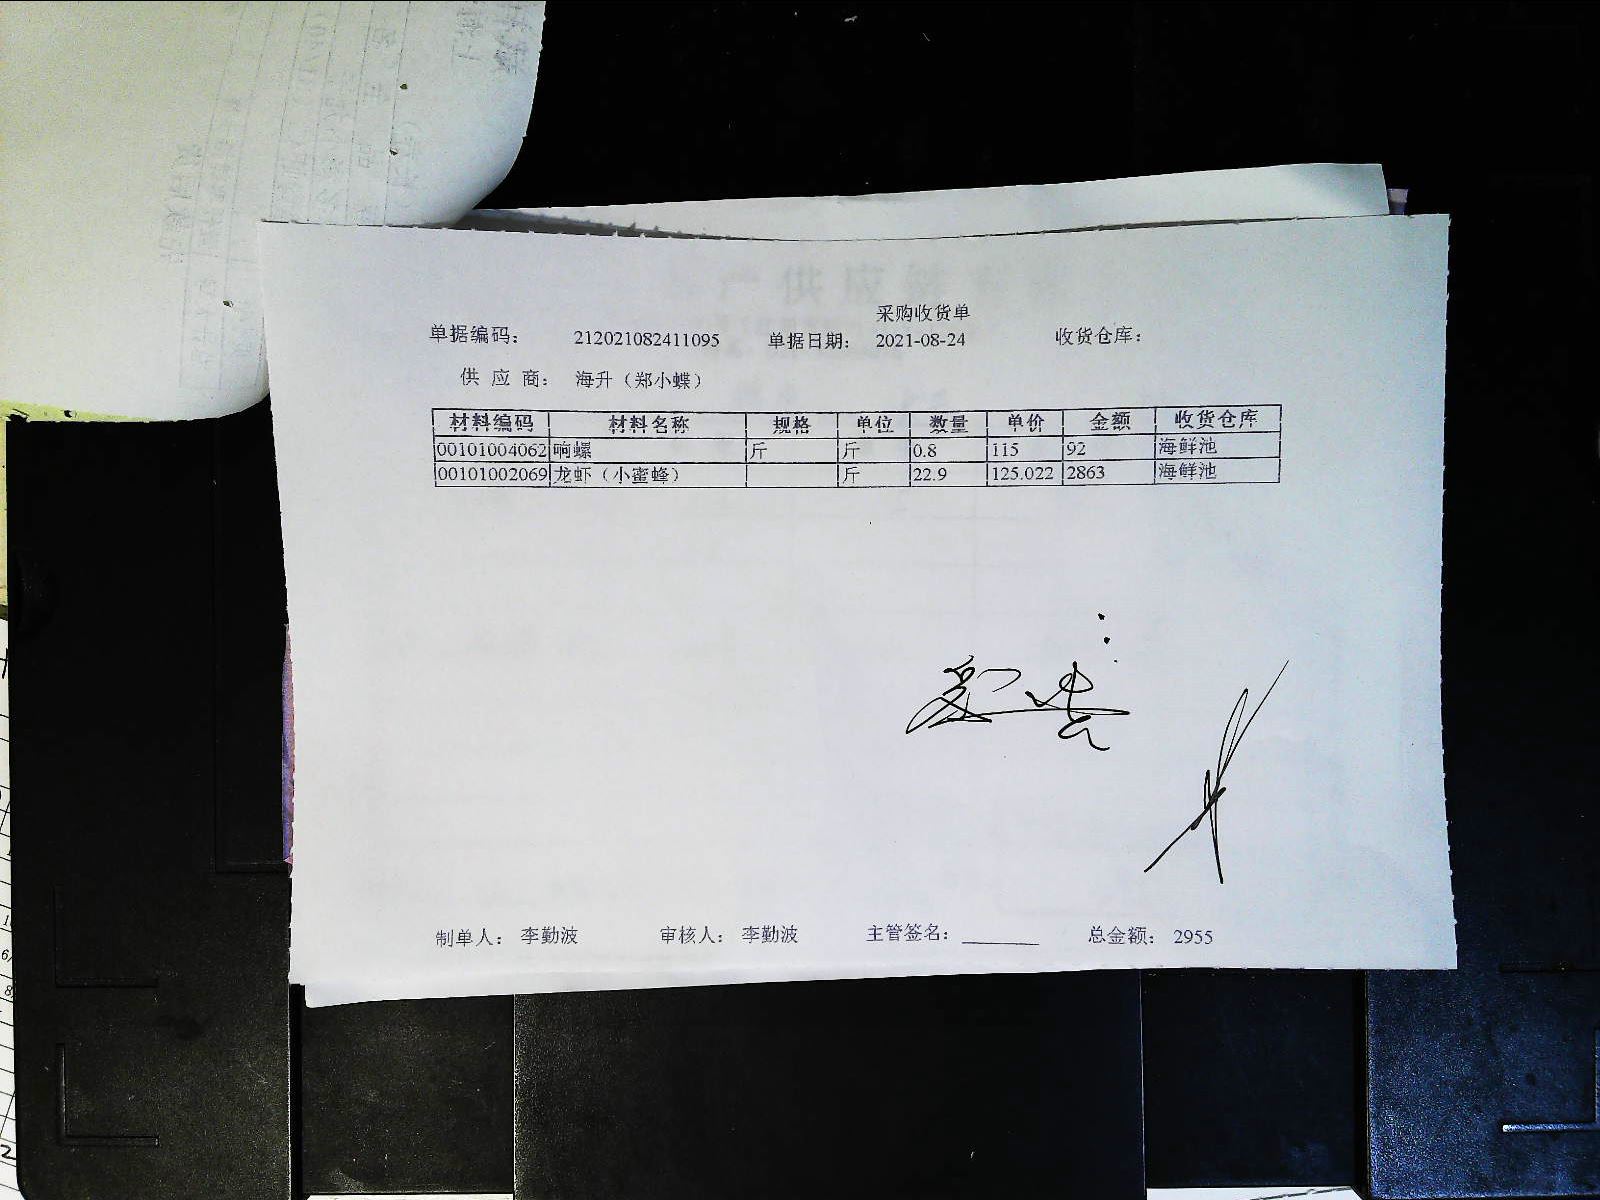 采购收货单
单据编码： 212021082411095 单据日期： 2021-08-24 收货仓库：
供 应 商： 海升（郑小蝶）
材料编码 材料名称 规格 单位 数量 单价 金额 收货仓库
00101004062 响螺 斤 斤 0.8 115 92 海鲜池
00101002069 龙虾（小蜜蜂） 斤 22.9 125.022 2863 海鲜池
制单人： 李勤波 审核人： 李勤波 主管签名： 总金额： 2955